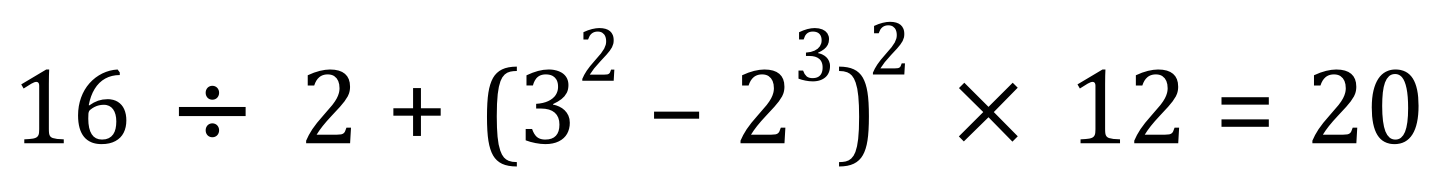 16 ÷ 2 + (3² − 2³)² × 12 = 20